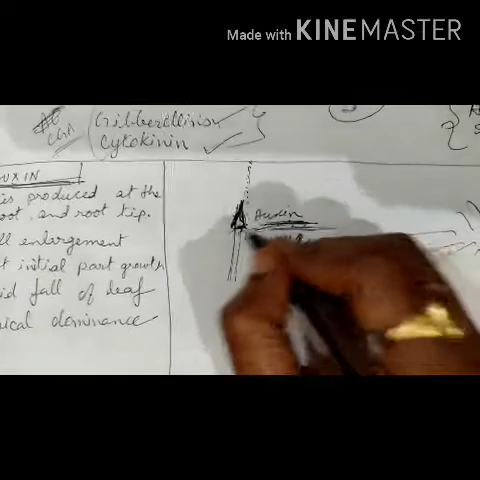 Made with KINEMASTER
Gibberellins
Cytokinin
UXIN
is produced at the
oot, and root tip.
ll enlargement
t initial part growth
id fall of leaf
ical dominance
Auxin